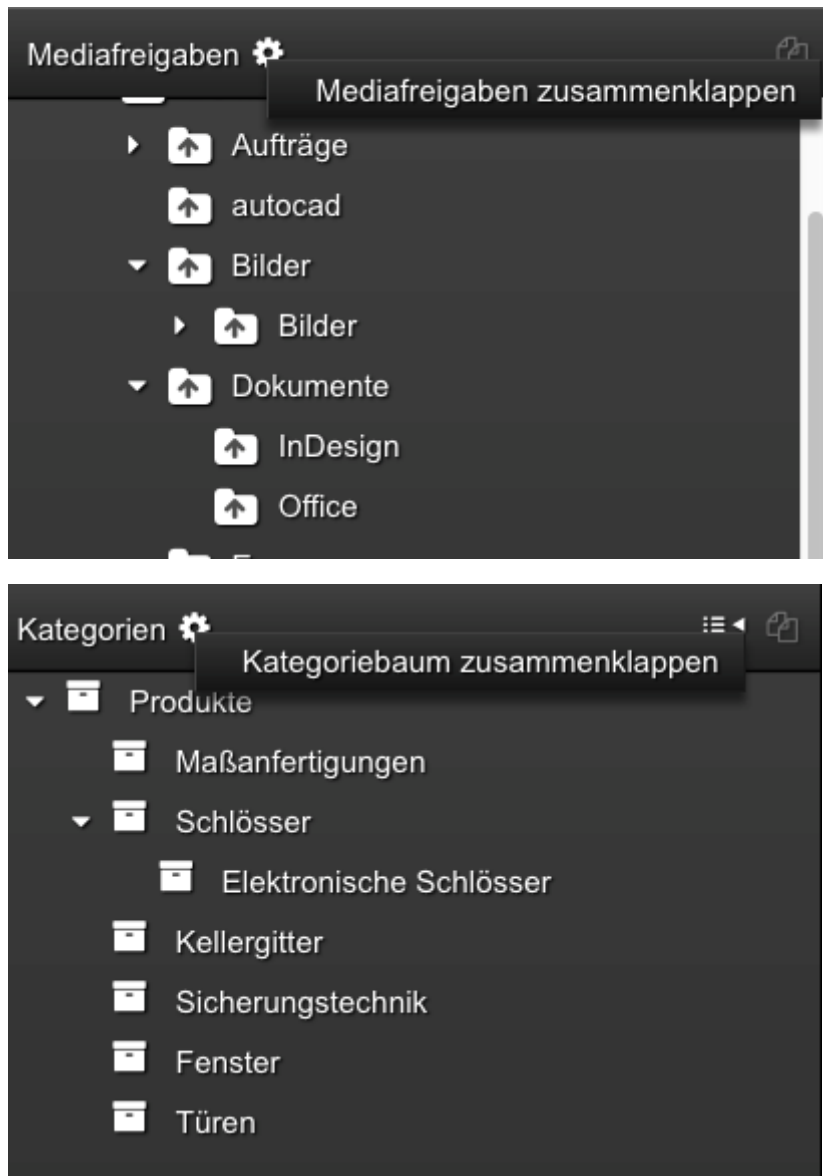 Mediafreigaben
Mediafreigaben zusammenklappen
Aufträge
autocad
Bilder
Bilder
Dokumente
InDesign
Office
Kategorien
Kategoriebaum zusammenklappen
Produkte
Maßanfertigungen
Schlösser
Elektronische Schlösser
Kellergitter
Sicherungstechnik
Fenster
Türen